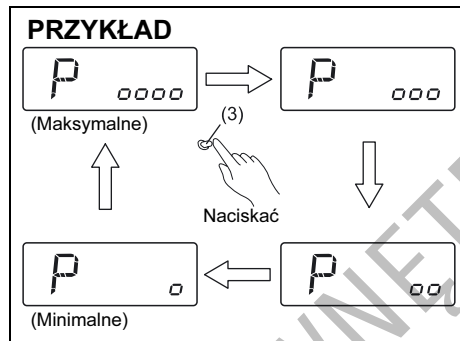 PRZYKŁAD
P oooo
P ooo
(Maksymalne)
(3)
Naciskać
P o
P oo
(Minimalne)